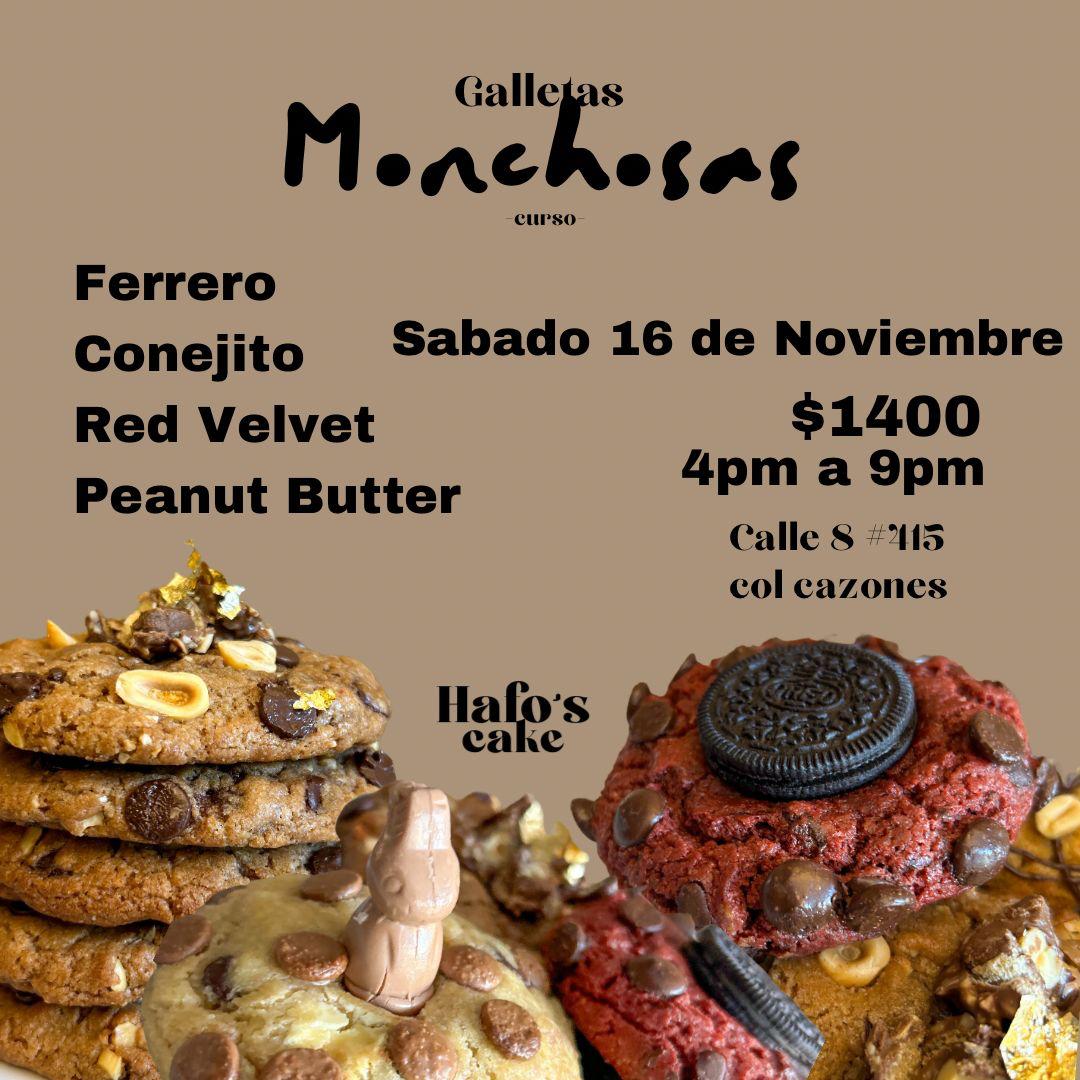 Galletas
Monchosas
-curso-
Ferrero
Conejito
Red Velvet
Peanut Butter
Sabado 16 de Noviembre
$1400
4pm a 9pm
Calle 8 #415
col cazones
Hafo's
cake